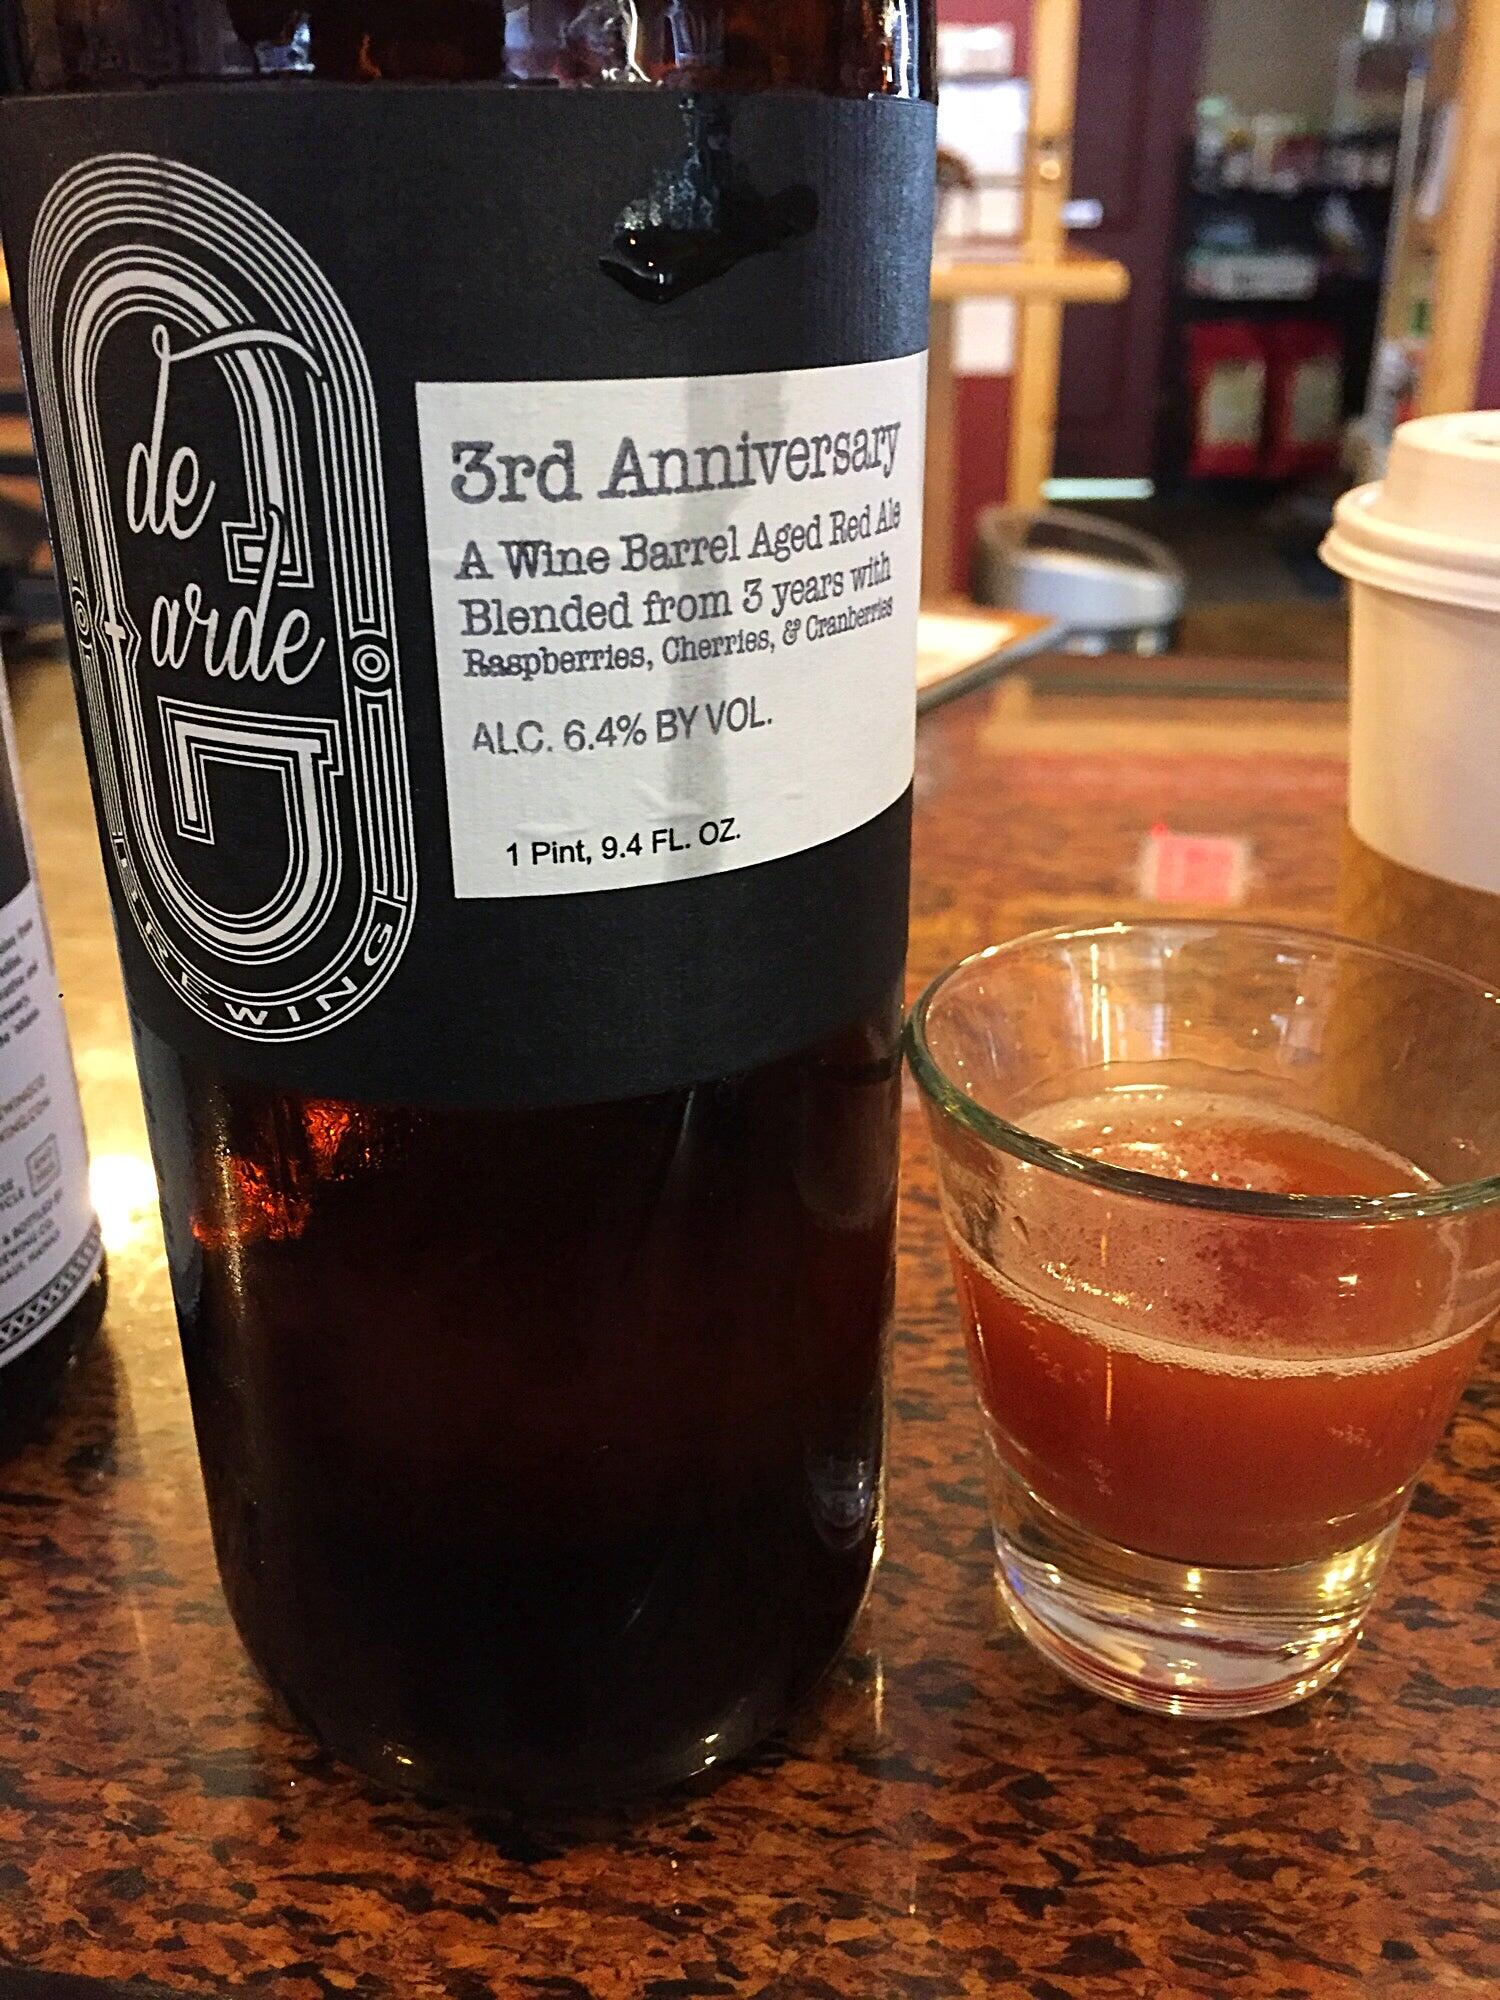 de
Garde
BREWING
3rd Anniversary
A Wine Barrel Aged Red Ale
Blended from 3 years with
Raspberries, Cherries, & Cranberries
ALC. 6.4% BY VOL.
1 Pint, 9.4 FL. OZ.